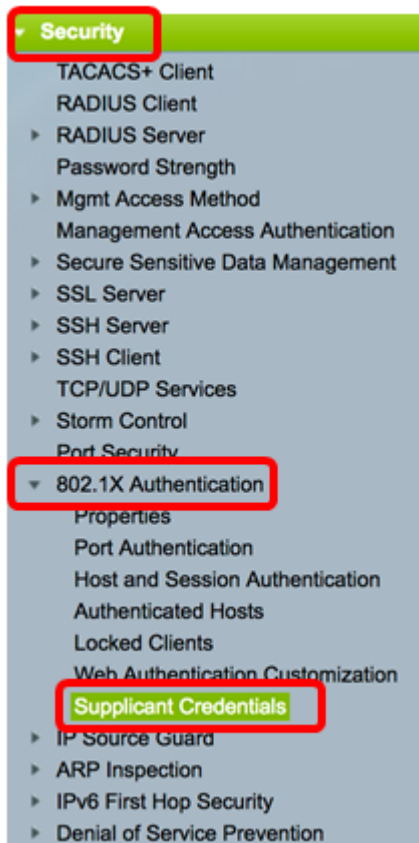 Security
TACACS+ Client
RADIUS Client
RADIUS Server
Password Strength
Mgmt Access Method
Management Access Authentication
Secure Sensitive Data Management
SSL Server
SSH Server
SSH Client
TCP/UDP Services
Storm Control
Port Security
802.1X Authentication
Properties
Port Authentication
Host and Session Authentication
Authenticated Hosts
Locked Clients
Web Authentication Customization
Supplicant Credentials
IP Source Guard
ARP Inspection
IPv6 First Hop Security
Denial of Service Prevention